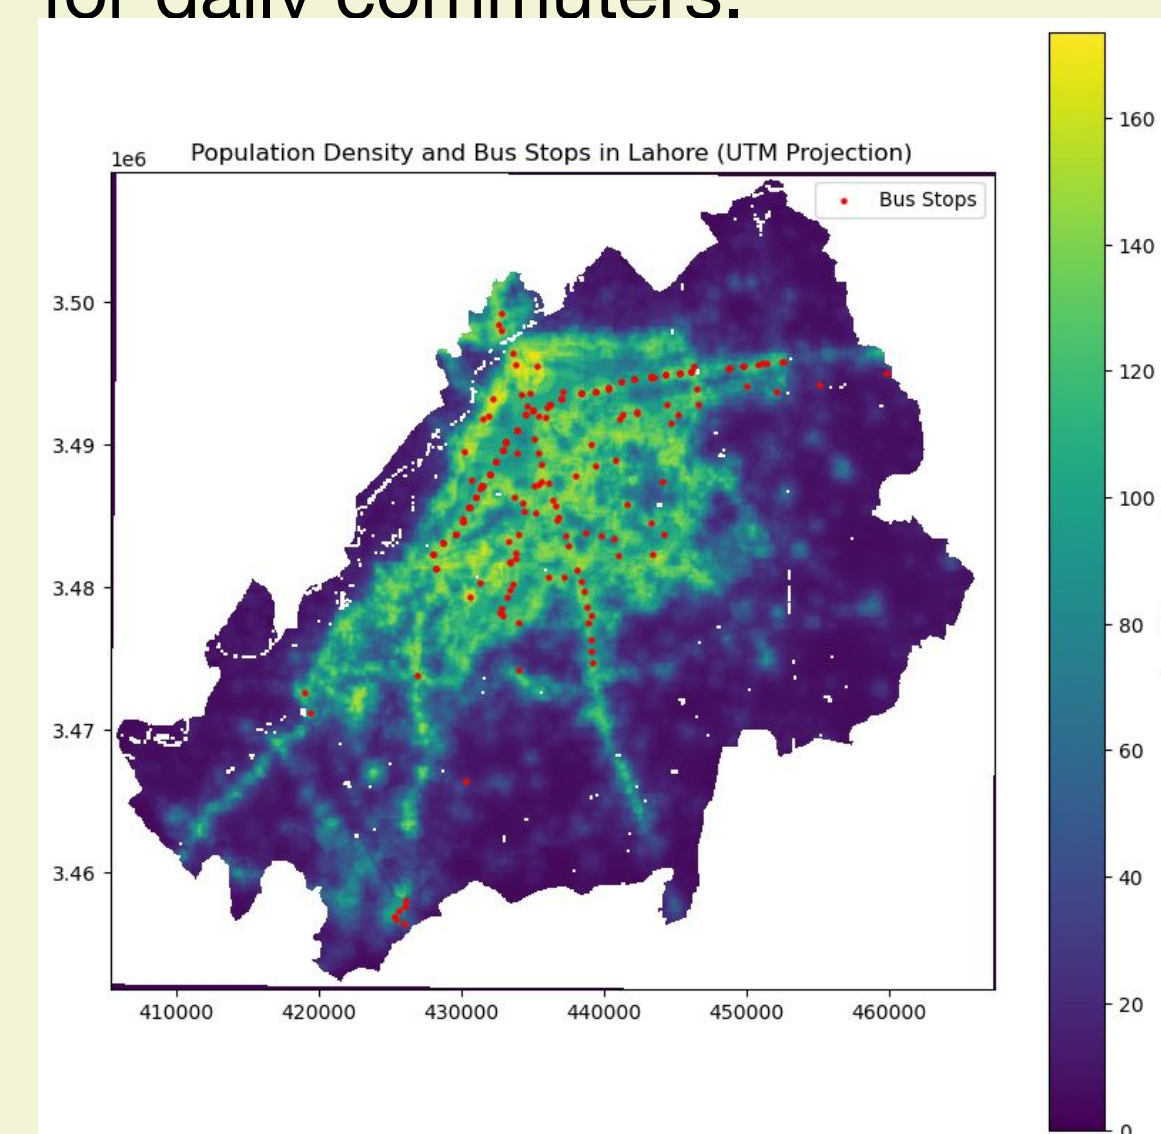 for daily commuters.
Population Density and Bus Stops in Lahore (UTM Projection)
1e6
Bus Stops
3.50
3.49
3.48
3.47
3.46
410000 420000 430000 440000 450000 460000
160
140
120
100
80
60
40
20
0